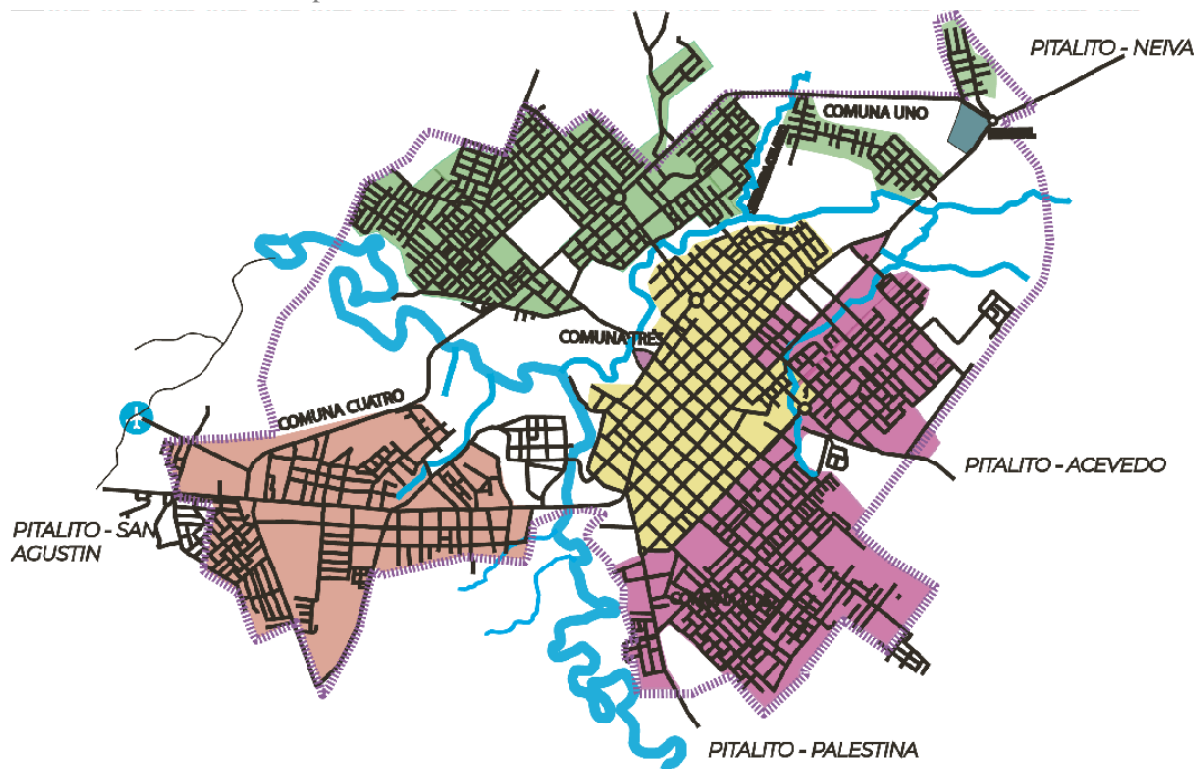 PITALITO - NEIVA
COMUNA UNO
COMUNA TRES
COMUNA CUATRO
PITALITO - ACEVEDO
PITALITO - SAN
AGUSTIN
PITALITO - PALESTINA